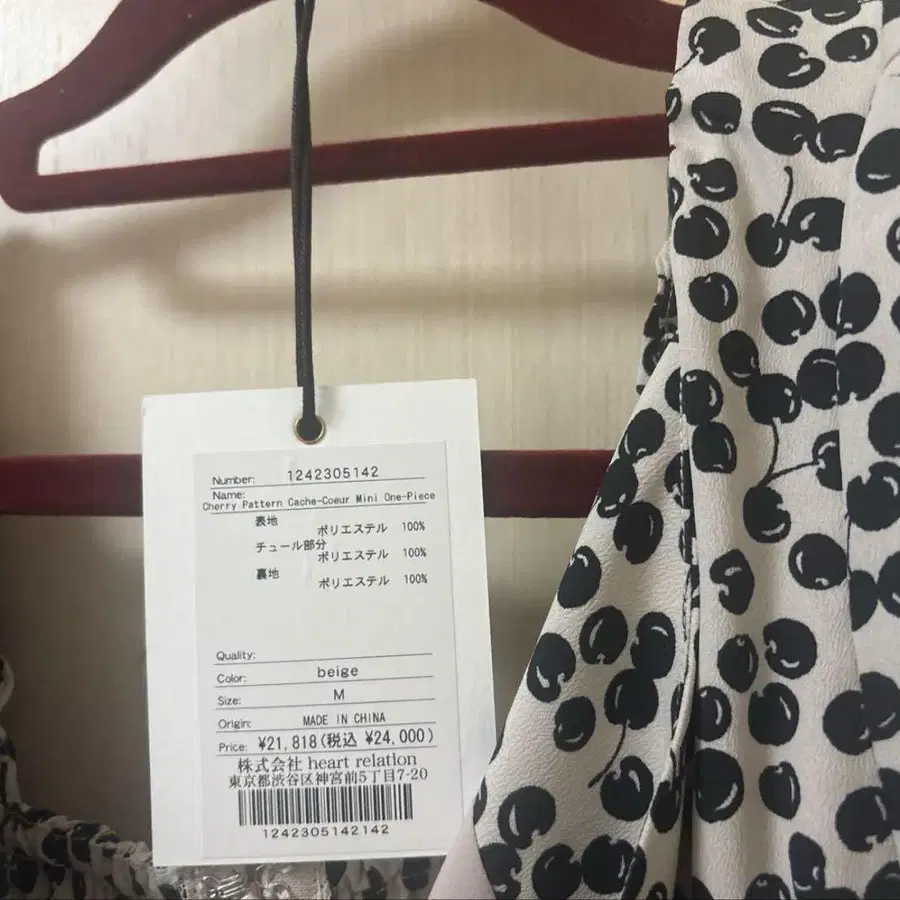 Number: 1242305142
Name:
Cherry Pattern Cache-Coeur Mini One-Piece
表地
ポリエステル 100%
チュール部分
ポリエステル 100%
裏地
ポリエステル 100%
Quality:
Color: beige
Size: M
Origin: MADE IN CHINA
Price: ¥21,818(税込 ¥24,000)
株式会社 heart relation
東京都渋谷区神宮前5丁目7-20
1242305142142